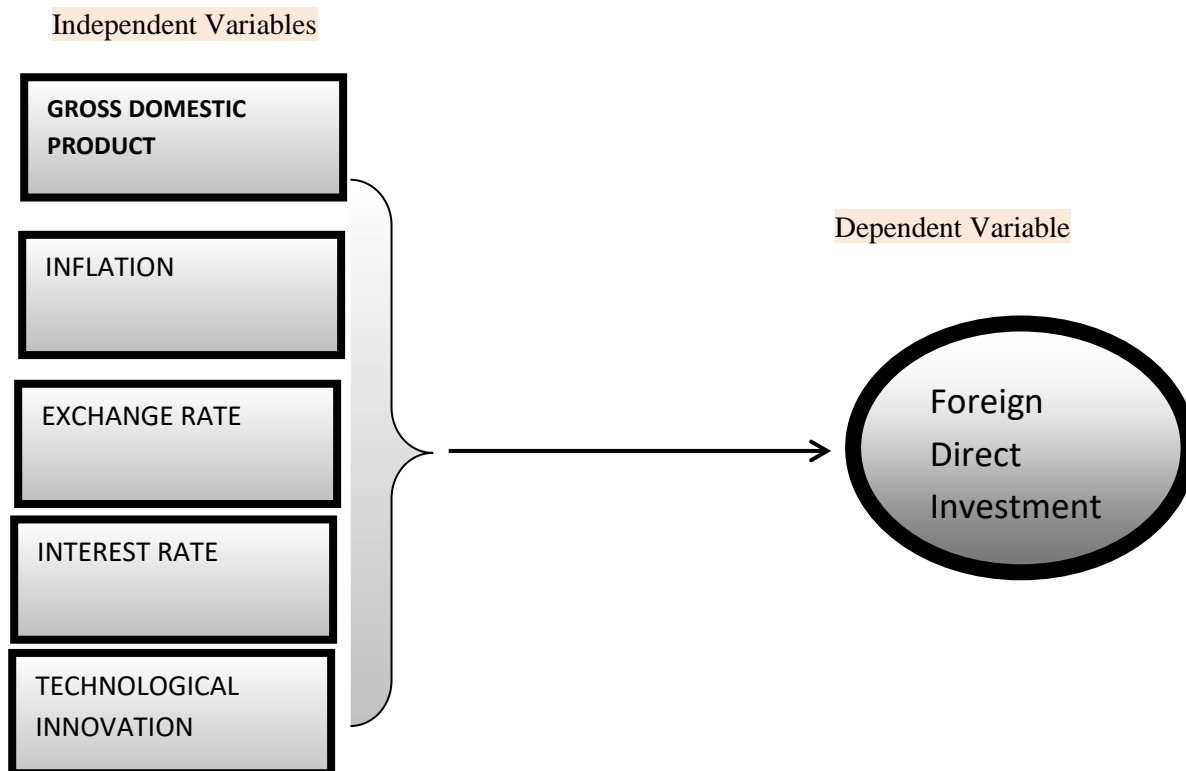 Independent Variables
GROSS DOMESTIC
PRODUCT
INFLATION
EXCHANGE RATE
INTEREST RATE
TECHNOLOGICAL
INNOVATION
Dependent Variable
Foreign
Direct
Investment